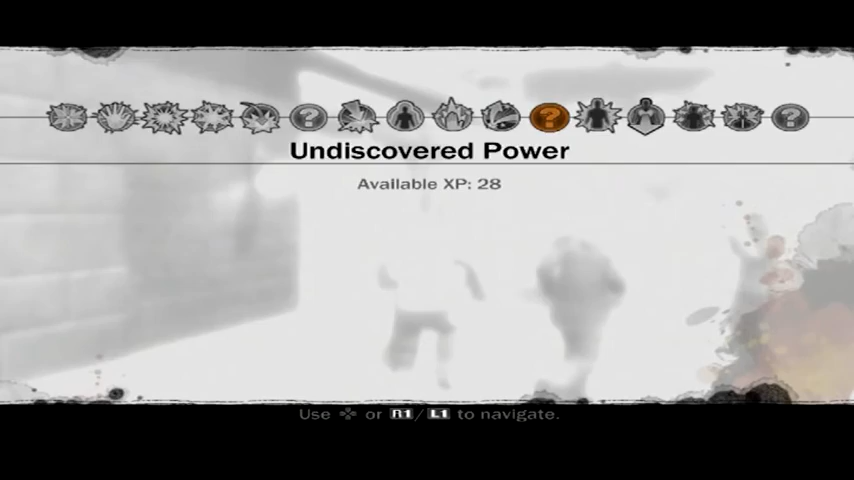 ? ? ?
Undiscovered Power
Available XP: 28
Use or R1 / L1 to navigate.